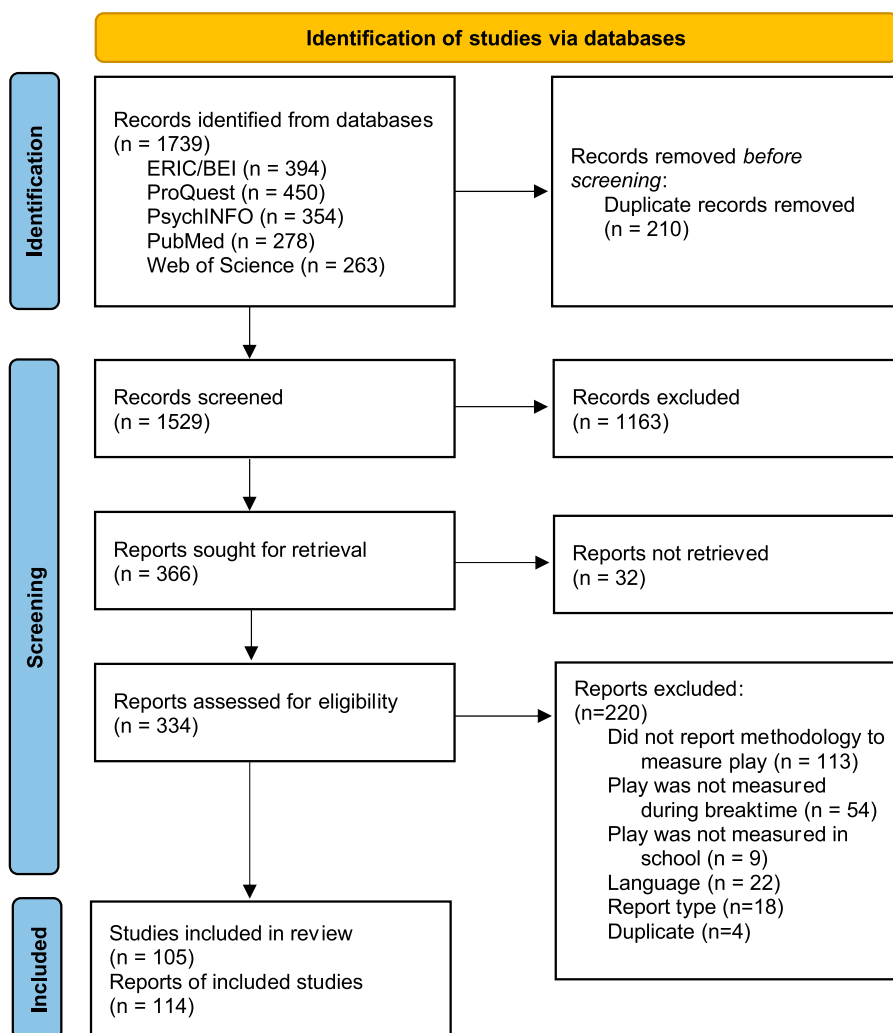 Identification of studies via databases
Identification
Records identified from databases
(n = 1739)
ERIC/BEI (n = 394)
ProQuest (n = 450)
PsychINFO (n = 354)
PubMed (n = 278)
Web of Science (n = 263)
Records removed before
screening:
Duplicate records removed
(n = 210)
Screening
Records screened
(n = 1529)
Records excluded
(n = 1163)
Reports sought for retrieval
(n = 366)
Reports not retrieved
(n = 32)
Reports assessed for eligibility
(n = 334)
Reports excluded:
(n=220)
Did not report methodology to
measure play (n = 113)
Play was not measured
during breaktime (n = 54)
Play was not measured in
school (n = 9)
Language (n = 22)
Report type (n=18)
Duplicate (n=4)
Included
Studies included in review
(n = 105)
Reports of included studies
(n = 114)